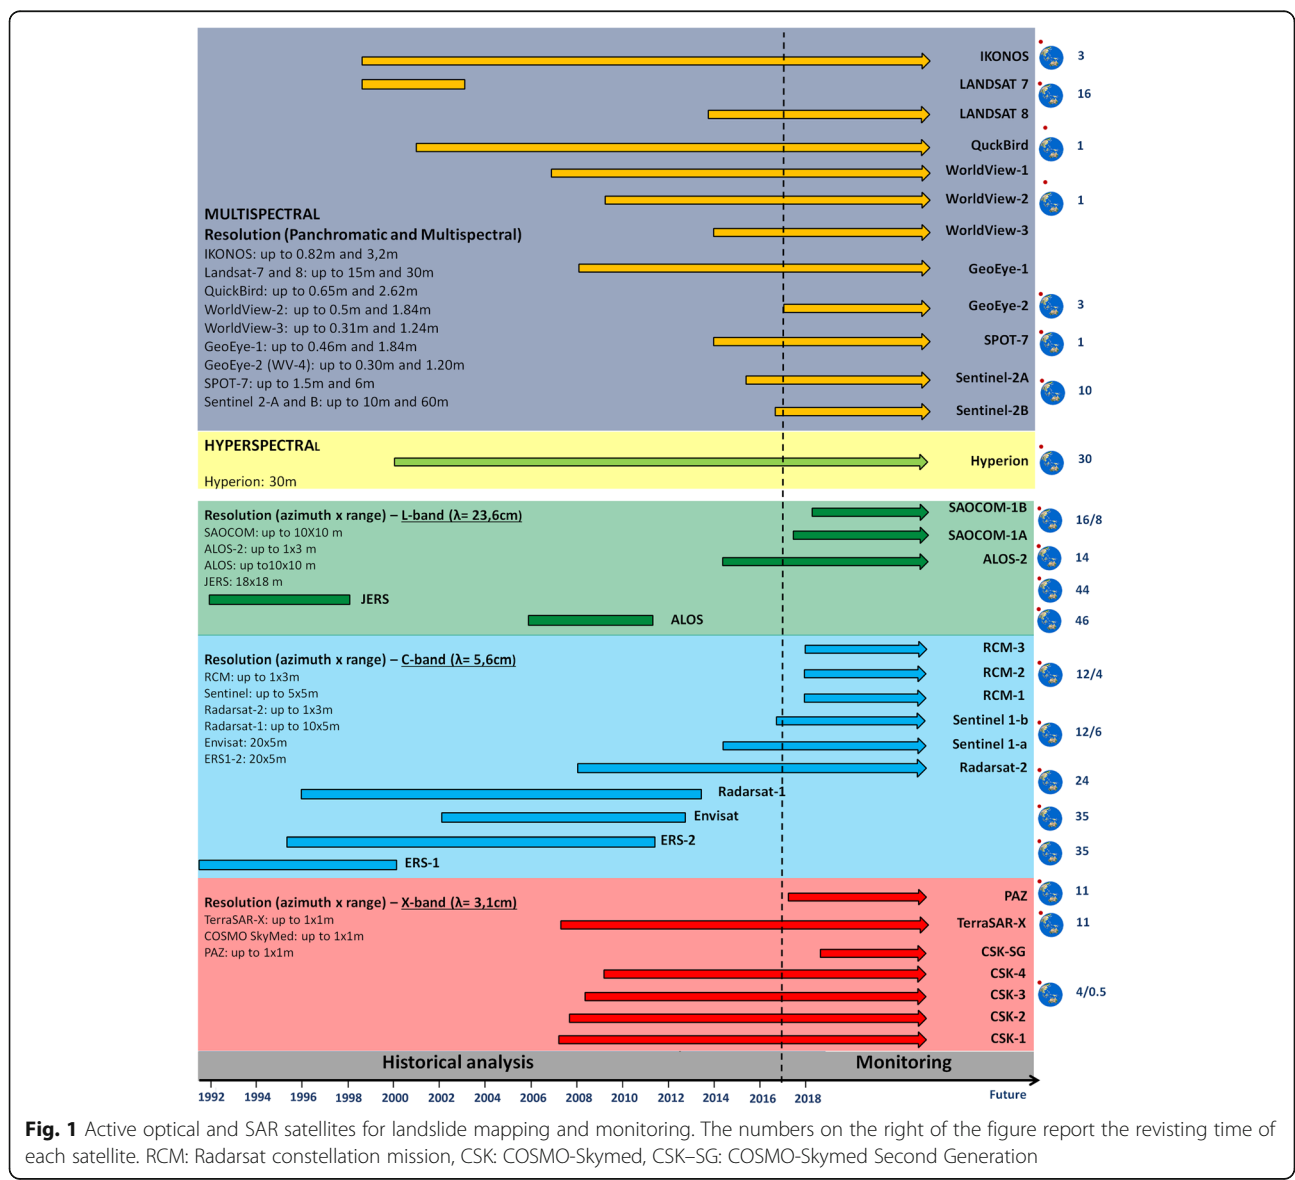 IKONOS 3
LANDSAT 7
16
LANDSAT 8
QuckBird 1
WorldView-1
WorldView-2 1
WorldView-3
GeoEye-1
GeoEye-2 3
SPOT-7 1
Sentinel-2A
10
Sentinel-2B
MULTISPECTRAL
Resolution (Panchromatic and Multispectral)
IKONOS: up to 0.82m and 3,2m
Landsat-7 and 8: up to 15m and 30m
QuickBird: up to 0.65m and 2.62m
WorldView-2: up to 0.5m and 1.84m
WorldView-3: up to 0.31m and 1.24m
GeoEye-1: up to 0.46m and 1.84m
GeoEye-2 (WV-4): up to 0.30m and 1.20m
SPOT-7: up to 1.5m and 6m
Sentinel 2-A and B: up to 10m and 60m
HYPERSPECTRAL
Hyperion 30
Hyperion: 30m
Resolution (azimuth x range) – L-band (λ= 23,6cm)
SAOCOM: up to 10X10 m
ALOS-2: up to 1x3 m
ALOS: up to10x10 m
JERS: 18x18 m
SAOCOM-1B
16/8
SAOCOM-1A
ALOS-2 14
JERS 44
ALOS 46
Resolution (azimuth x range) – C-band (λ= 5,6cm)
RCM: up to 1x3m
Sentinel: up to 5x5m
Radarsat-2: up to 1x3m
Radarsat-1: up to 10x5m
Envisat: 20x5m
ERS1-2: 20x5m
RCM-3
RCM-2 12/4
RCM-1
Sentinel 1-b
12/6
Sentinel 1-a
Radarsat-2 24
Radarsat-1
Envisat 35
ERS-2 35
ERS-1
Resolution (azimuth x range) – X-band (λ= 3,1cm)
TerraSAR-X: up to 1x1m
COSMO SkyMed: up to 1x1m
PAZ: up to 1x1m
PAZ 11
TerraSAR-X 11
CSK-SG
CSK-4
CSK-3 4/0.5
CSK-2
CSK-1
Historical analysis Monitoring
1992 1994 1996 1998 2000 2002 2004 2006 2008 2010 2012 2014 2016 2018 Future
Fig. 1 Active optical and SAR satellites for landslide mapping and monitoring. The numbers on the right of the figure report the revisting time of
each satellite. RCM: Radarsat constellation mission, CSK: COSMO-Skymed, CSK–SG: COSMO-Skymed Second Generation